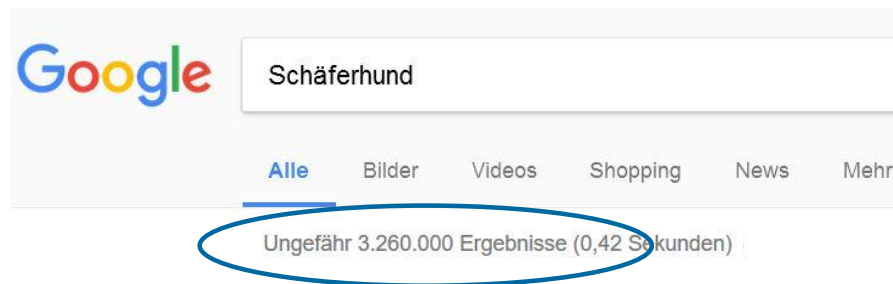 Google Schäferhund
Alle Bilder Videos Shopping News Mehr
Ungefähr 3.260.000 Ergebnisse (0,42 Sekunden)